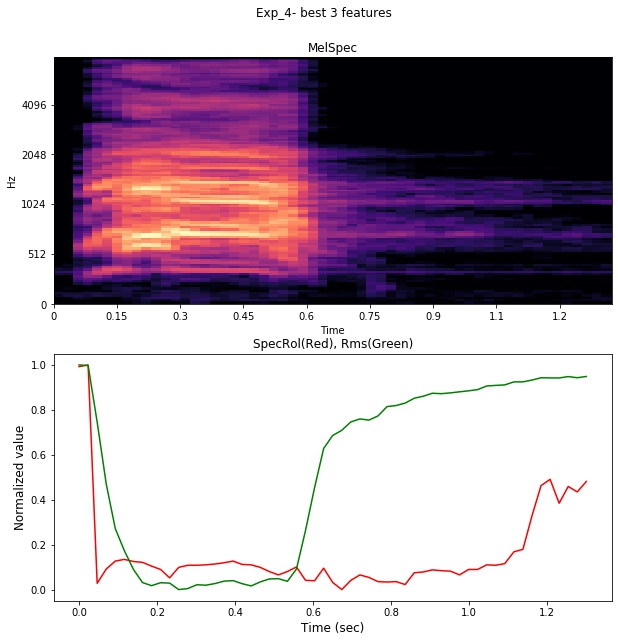 Exp_4- best 3 features
MelSpec
Hz
4096
2048
1024
512
0
0 0.15 0.3 0.45 0.6 0.75 0.9 1.1 1.2
Time
SpecRol(Red), Rms(Green)
Normalized value
1.0
0.8
0.6
0.4
0.2
0.0
0.0 0.2 0.4 0.6 0.8 1.0 1.2
Time (sec)